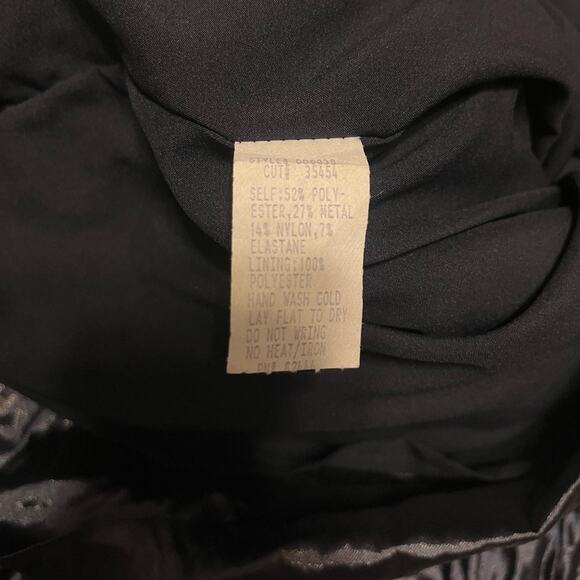 CUT# 35454
SELF:52% POLY-
ESTER,27% METAL
14% NYLON,7%
ELASTANE
LINING:100%
POLYESTER
HAND WASH COLD
LAY FLAT TO DRY
DO NOT WRING
NO HEAT/IRON